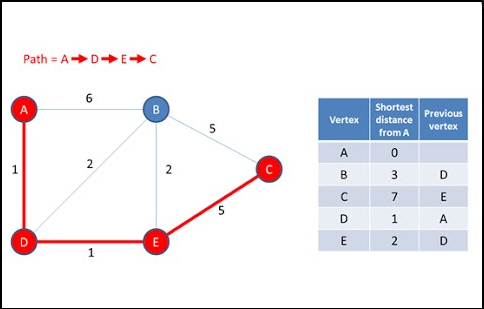 Path = A → D → E → C
A
6
B
5
1
2
2
C
5
D
1
E
Vertex Shortest distance from A Previous vertex
A 0
B 3 D
C 7 E
D 1 A
E 2 D